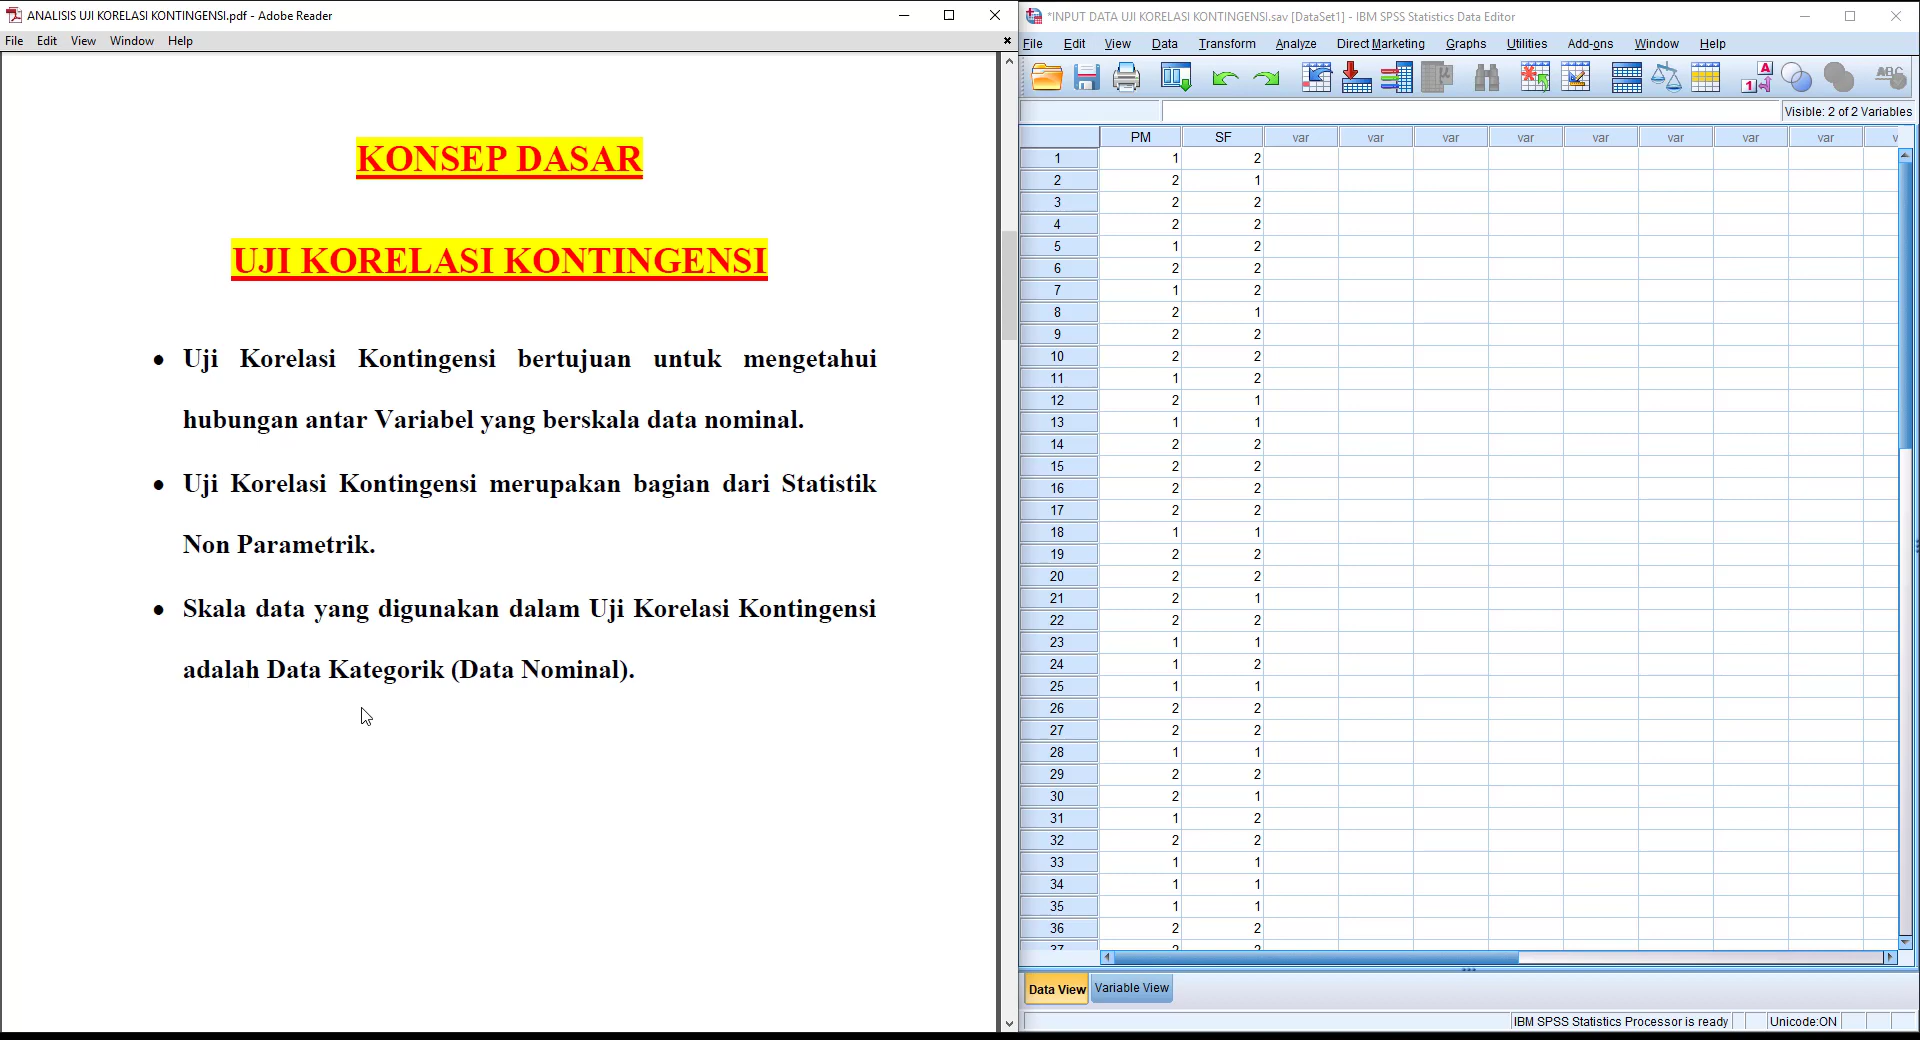 ANALISIS UJI KORELASI KONTINGENSI.pdf - Adobe Reader
File Edit View Window Help
KONSEP DASAR
UJI KORELASI KONTINGENSI
• Uji Korelasi Kontingensi bertujuan untuk mengetahui
hubungan antar Variabel yang berskala data nominal.
• Uji Korelasi Kontingensi merupakan bagian dari Statistik
Non Parametrik.
• Skala data yang digunakan dalam Uji Korelasi Kontingensi
adalah Data Kategorik (Data Nominal).
*INPUT DATA UJI KORELASI KONTINGENSI.sav [DataSet1] - IBM SPSS Statistics Data Editor
File Edit View Data Transform Analyze Direct Marketing Graphs Utilities Add-ons Window Help
Visible: 2 of 2 Variables
PM SF var var var var var var var var
1 1 2
2 2 1
3 2 2
4 2 2
5 1 2
6 2 2
7 1 2
8 2 1
9 2 2
10 2 2
11 1 2
12 2 1
13 1 1
14 2 2
15 2 2
16 2 2
17 2 2
18 1 1
19 2 2
20 2 2
21 2 1
22 2 2
23 1 1
24 1 2
25 1 1
26 2 2
27 2 2
28 1 1
29 2 2
30 2 1
31 1 2
32 2 2
33 1 1
34 1 1
35 1 1
36 2 2
37 2 2
Data View Variable View
IBM SPSS Statistics Processor is ready Unicode:ON